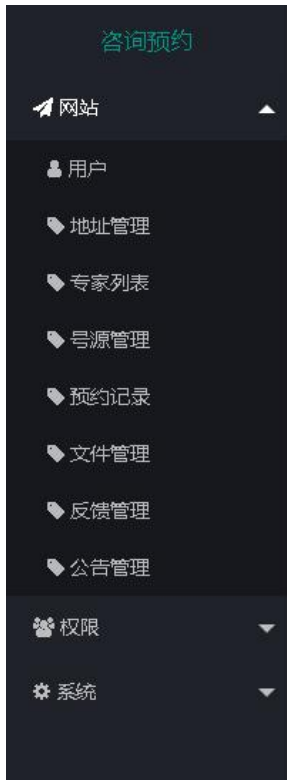 咨询预约
网站
用户
地址管理
专家列表
号源管理
预约记录
文件管理
反馈管理
公告管理
权限
系统